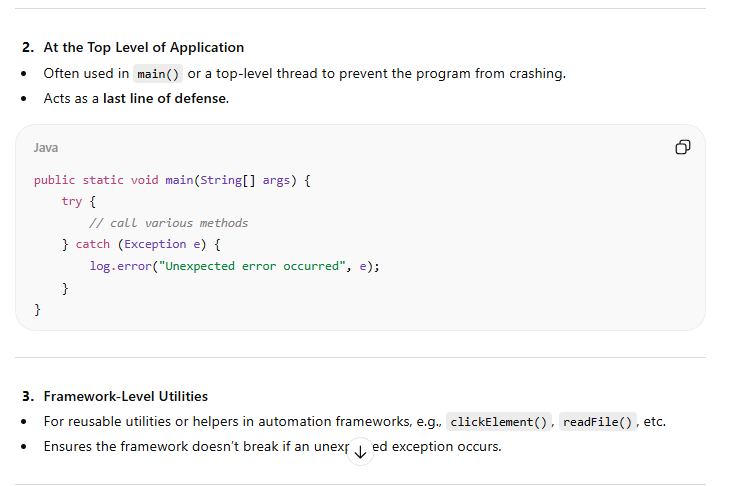 2. At the Top Level of Application
• Often used in main() or a top-level thread to prevent the program from crashing.
• Acts as a last line of defense.
Java
public static void main(String[] args) {
    try {
        // call various methods
    } catch (Exception e) {
        log.error("Unexpected error occurred", e);
    }
}
3. Framework-Level Utilities
• For reusable utilities or helpers in automation frameworks, e.g., clickElement(), readFile(), etc.
• Ensures the framework doesn't break if an exception occurs.